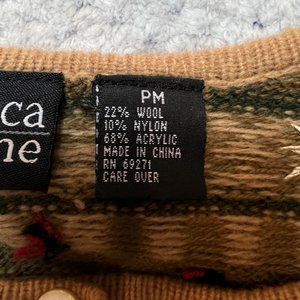 ca
ne
PM
22% WOOL
10% NYLON
68% ACRYLIC
MADE IN CHINA
RN 69271
CARE OVER